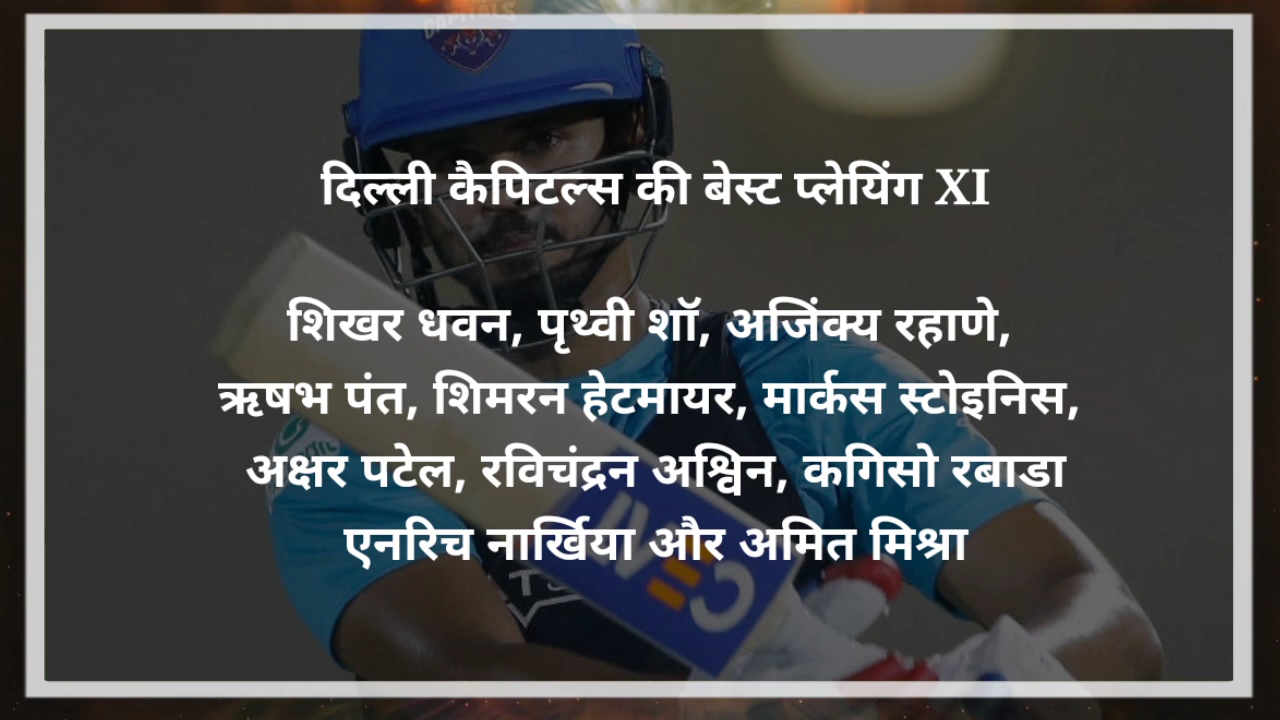 CAPITALS
दिल्ली कैपिटल्स की बेस्ट प्लेयिंग XI
शिखर धवन, पृथ्वी शॉ, अजिंक्य रहाणे,
ऋषभ पंत, शिमरन हेटमायर, मार्कस स्टोइनिस,
अक्षर पटेल, रविचंद्रन अश्विन, कगिसो रबाडा
एनरिच नार्खिया और अमित मिश्रा